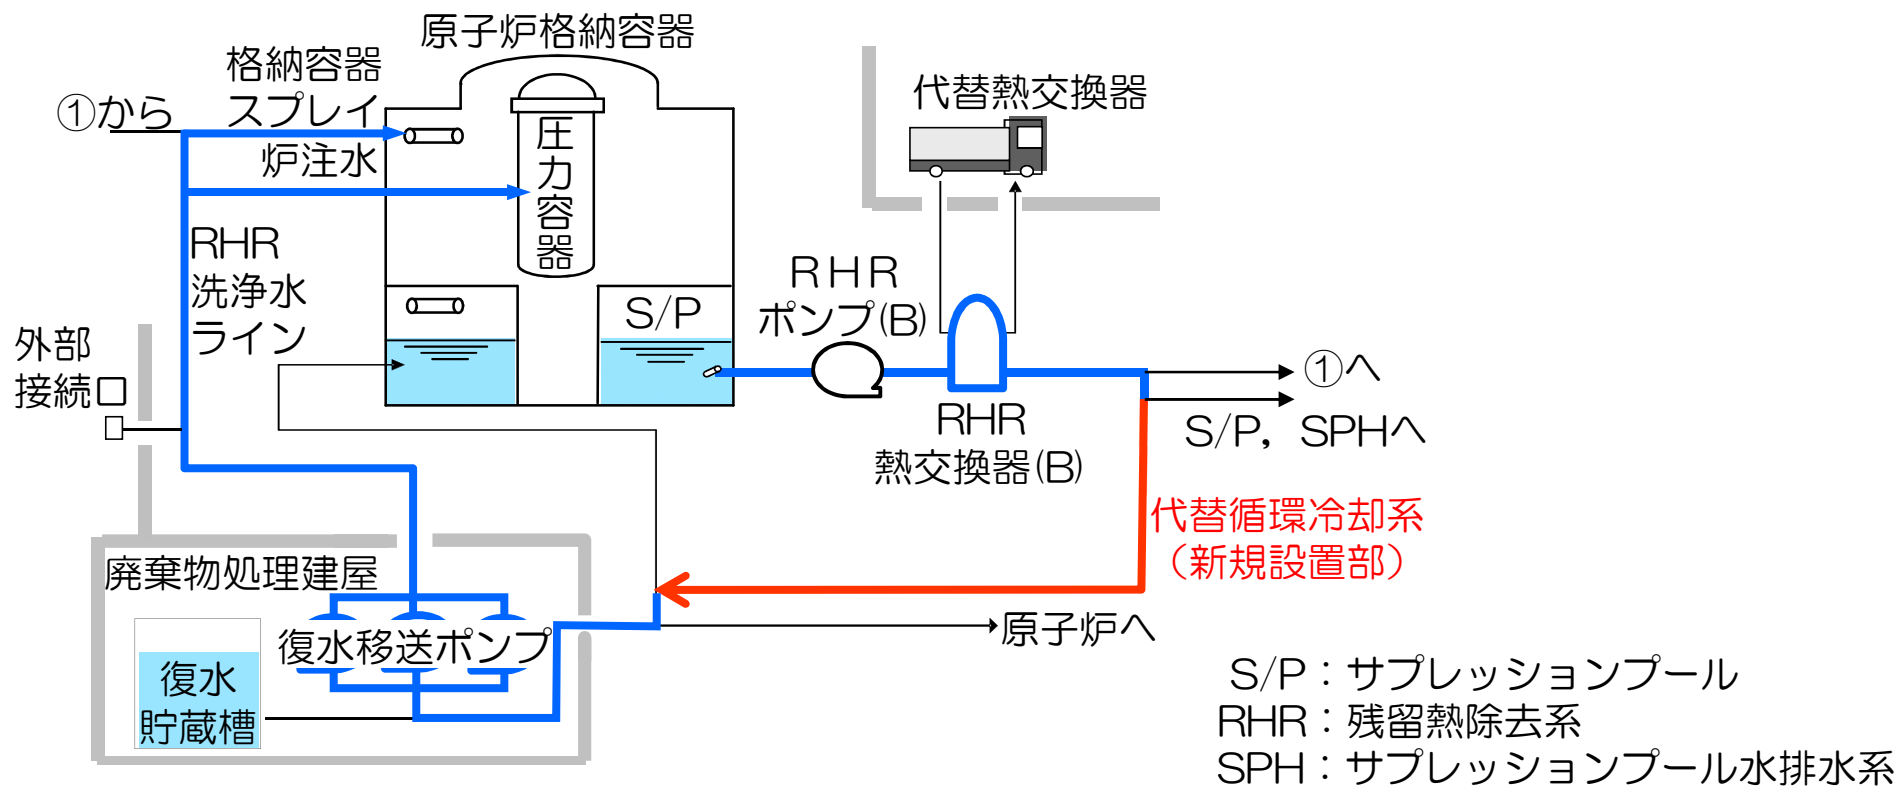 原子炉格納容器
格納容器
スプレイ
①から
炉注水
圧力容器
代替熱交換器
RHR
洗浄水
ライン
外部
接続口
S/P
RHR
ポンプ(B)
RHR
熱交換器(B)
①へ
S/P，SPHへ
代替循環冷却系
（新規設置部）
廃棄物処理建屋
復水移送ポンプ
復水
貯蔵槽
原子炉へ
S/P：サプレッションプール
RHR：残留熱除去系
SPH：サプレッションプール水排水系